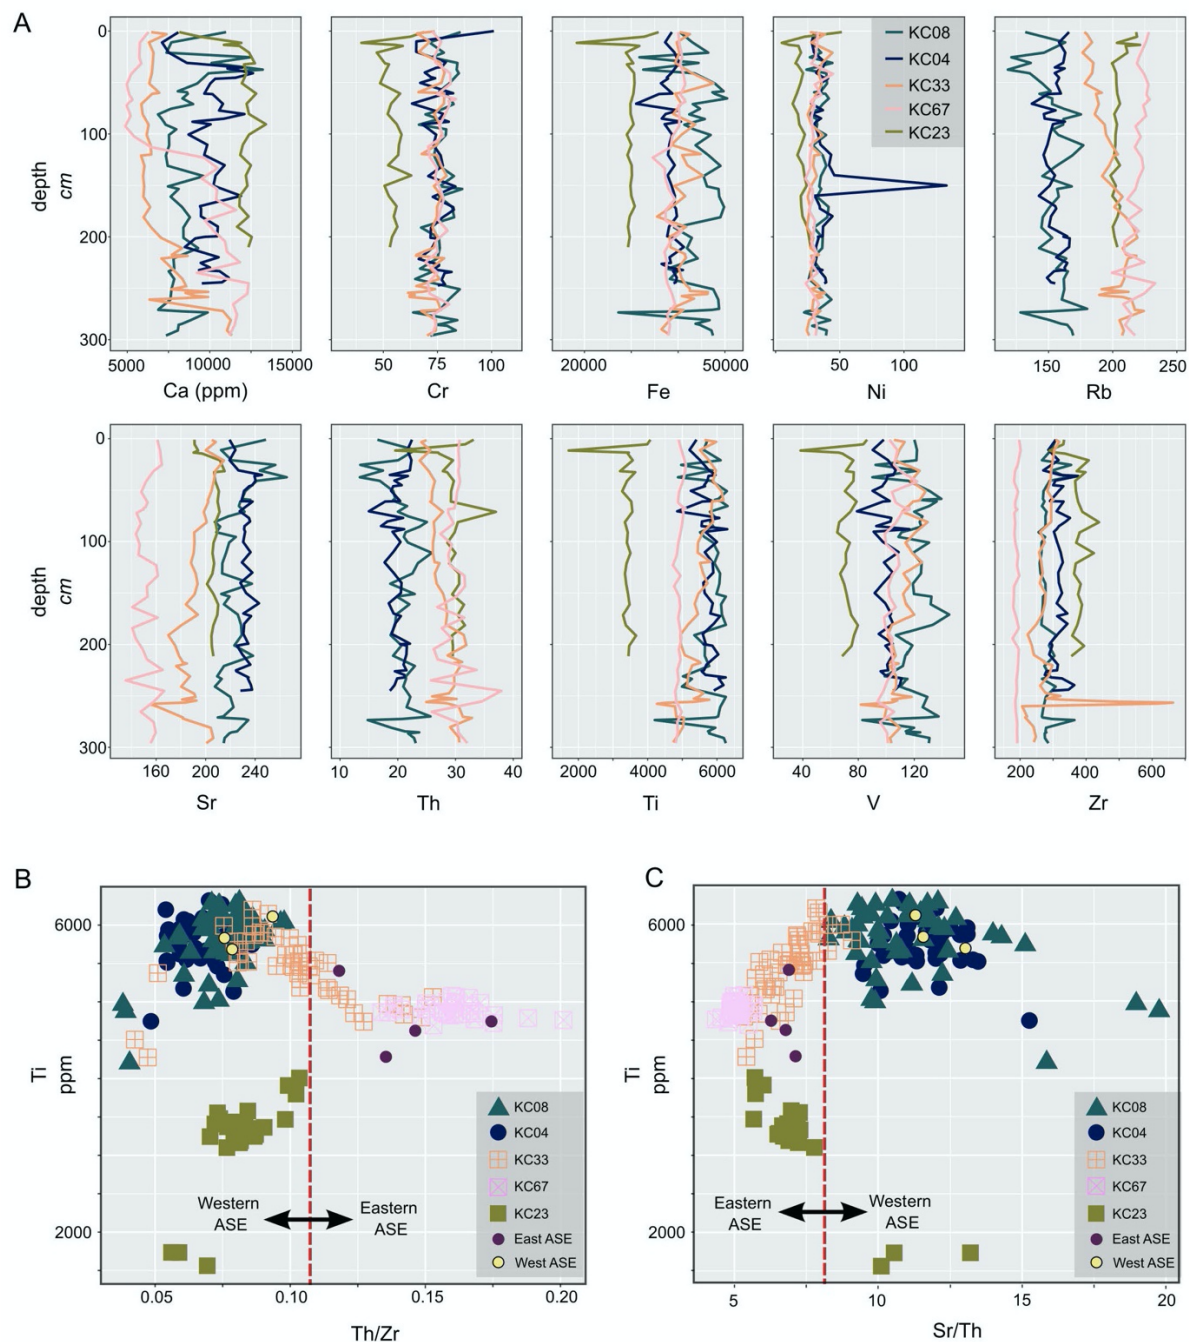 A
0
100
200
300
depth
cm
KC08
KC04
KC33
KC67
KC23
5000 10000 15000
50 75 100
20000 50000
50 100
150 200 250
Ca (ppm) Cr Fe Ni Rb
0
100
200
300
depth
cm
160 200 240
10 20 30 40
2000 4000 6000
40 80 120
200 400 600
Sr Th Ti V Zr
B
6000
Ti
ppm
2000
Western
ASE
Eastern
ASE
KC08
KC04
KC33
KC67
KC23
East ASE
West ASE
0.05 0.10 0.15 0.20
Th/Zr
C
6000
Ti
ppm
2000
Eastern
ASE
Western
ASE
KC08
KC04
KC33
KC67
KC23
East ASE
West ASE
5 10 15 20
Sr/Th